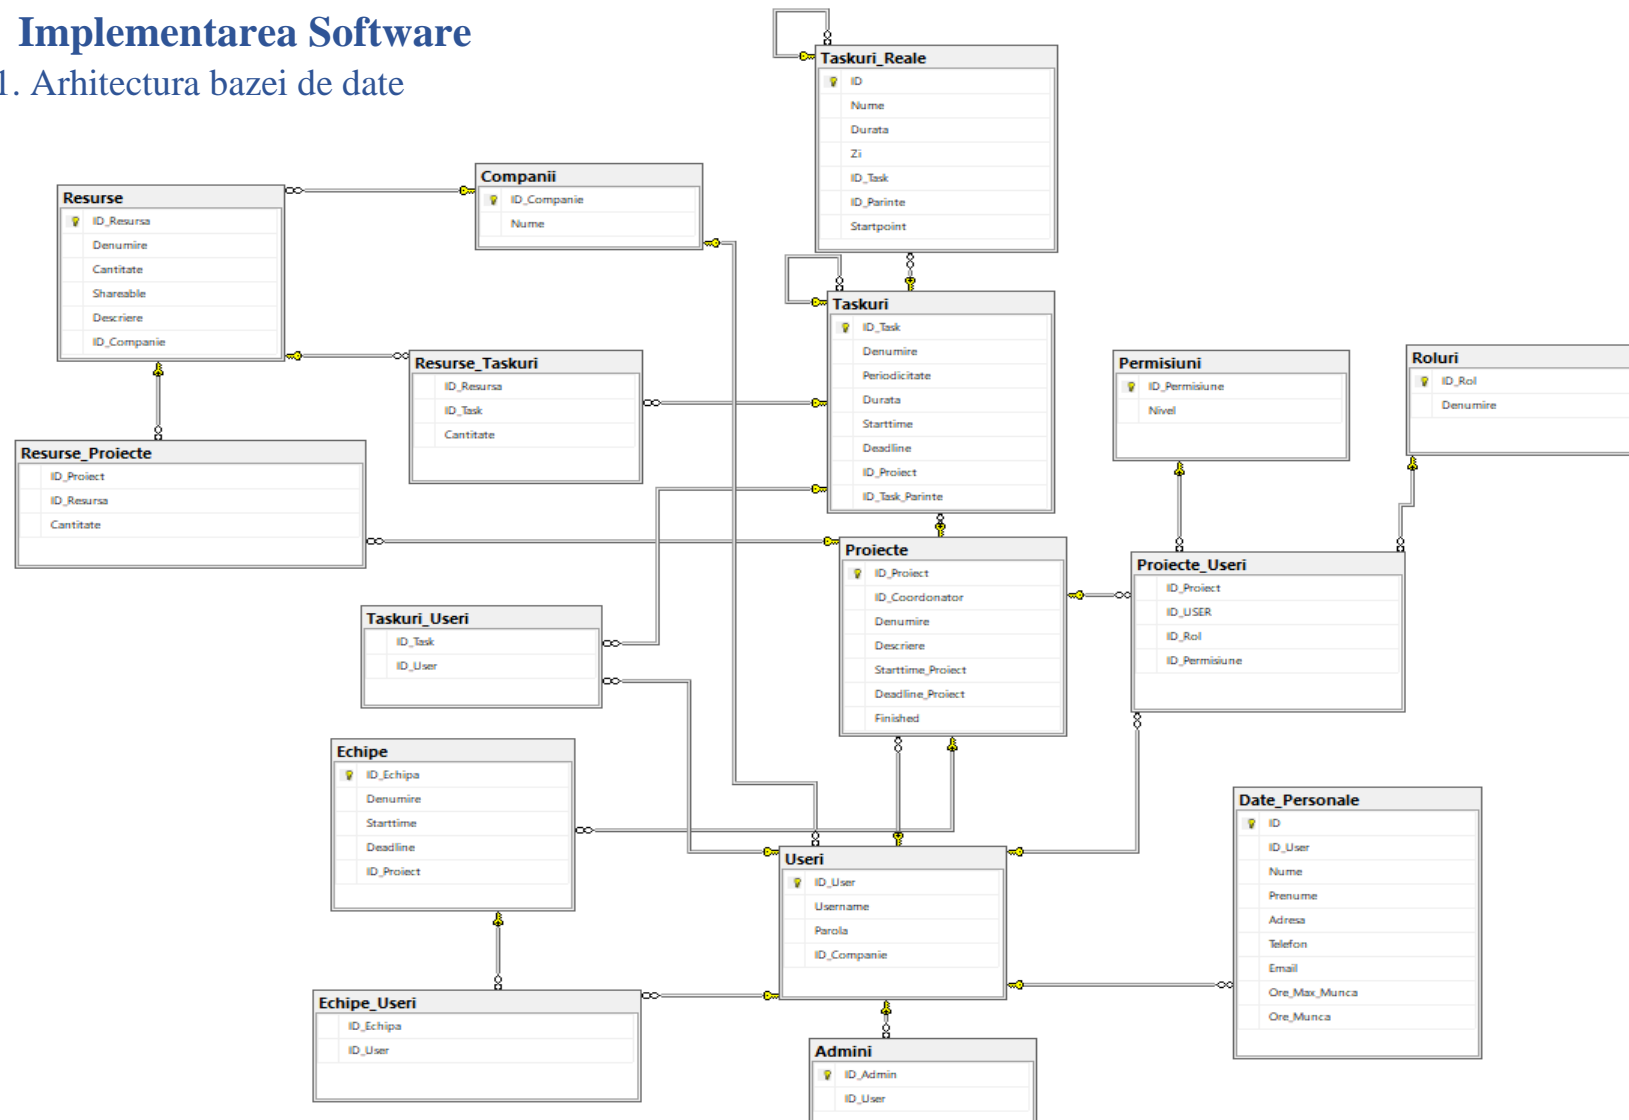 Implementarea Software
1. Arhitectura bazei de date
Taskuri_Reale
ID
Nume
Durata
Zi
ID_Task
ID_Parinte
Startpoint
Companii
ID_Companie
Nume
Resurse
ID_Resursa
Denumire
Cantitate
Shareable
Descriere
ID_Companie
Taskuri
ID_Task
Denumire
Periodicitate
Durata
Starttime
Deadline
ID_Proiect
ID_Task_Parinte
Resurse_Taskuri
ID_Resursa
ID_Task
Cantitate
Permisiuni
ID_Permisiune
Nivel
Roluri
ID_Rol
Denumire
Resurse_Proiecte
ID_Proiect
ID_Resursa
Cantitate
Proiecte
ID_Proiect
ID_Coordonator
Denumire
Descriere
Starttime_Proiect
Deadline_Proiect
Finished
Proiecte_Useri
ID_Proiect
ID_USER
ID_Rol
ID_Permisiune
Taskuri_Useri
ID_Task
ID_User
Echipe
ID_Echipa
Denumire
Starttime
Deadline
ID_Proiect
Date_Personale
ID
ID_User
Nume
Prenume
Adresa
Telefon
Email
Ore_Max_Munca
Ore_Munca
Useri
ID_User
Username
Parola
ID_Companie
Echipe_Useri
ID_Echipa
ID_User
Admini
ID_Admin
ID_User